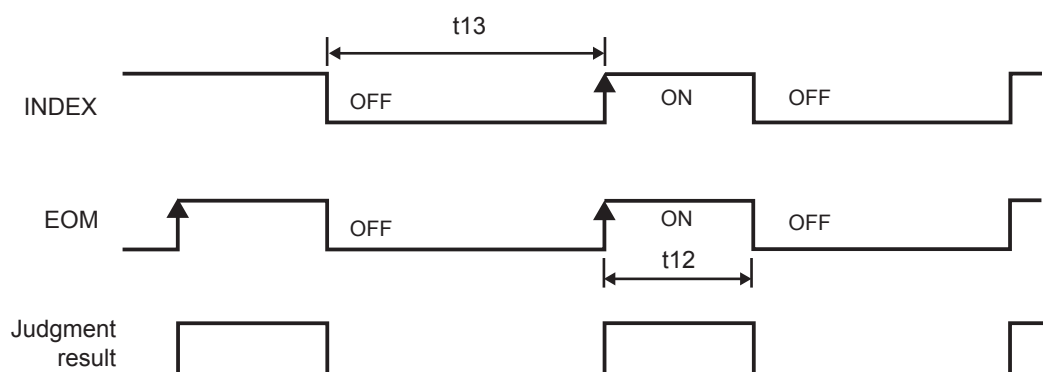 t13
INDEX
OFF
ON
OFF
EOM
OFF
ON
OFF
t12
Judgment
result